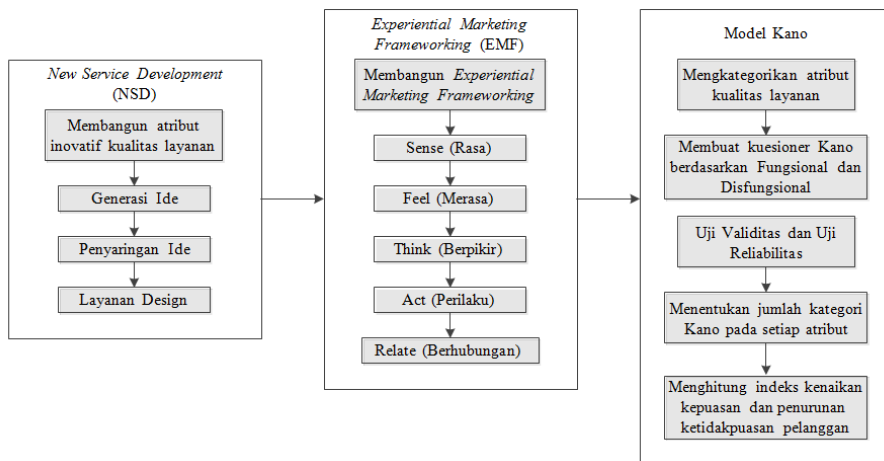 New Service Development
(NSD)
Membangun atribut
inovatif kualitas layanan
Generasi Ide
Penyaringan Ide
Layanan Design
Experiential Marketing
Frameworking (EMF)
Membangun Experiential
Marketing Frameworking
Sense (Rasa)
Feel (Merasa)
Think (Berpikir)
Act (Perilaku)
Relate (Berhubungan)
Model Kano
Mengkategorikan atribut
kualitas layanan
Membuat kuesioner Kano
berdasarkan Fungsional dan
Disfungsional
Uji Validitas dan Uji
Reliabilitas
Menentukan jumlah kategori
Kano pada setiap atribut
Menghitung indeks kenaikan
kepuasan dan penurunan
ketidakpuasan pelanggan